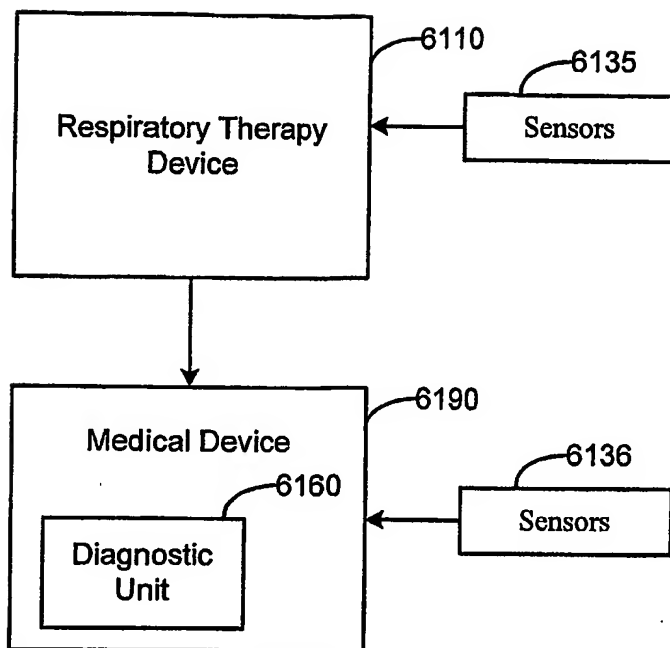 6110
6135
Respiratory Therapy
Device
Sensors
6190
Medical Device
6136
6160
Sensors
Diagnostic
Unit